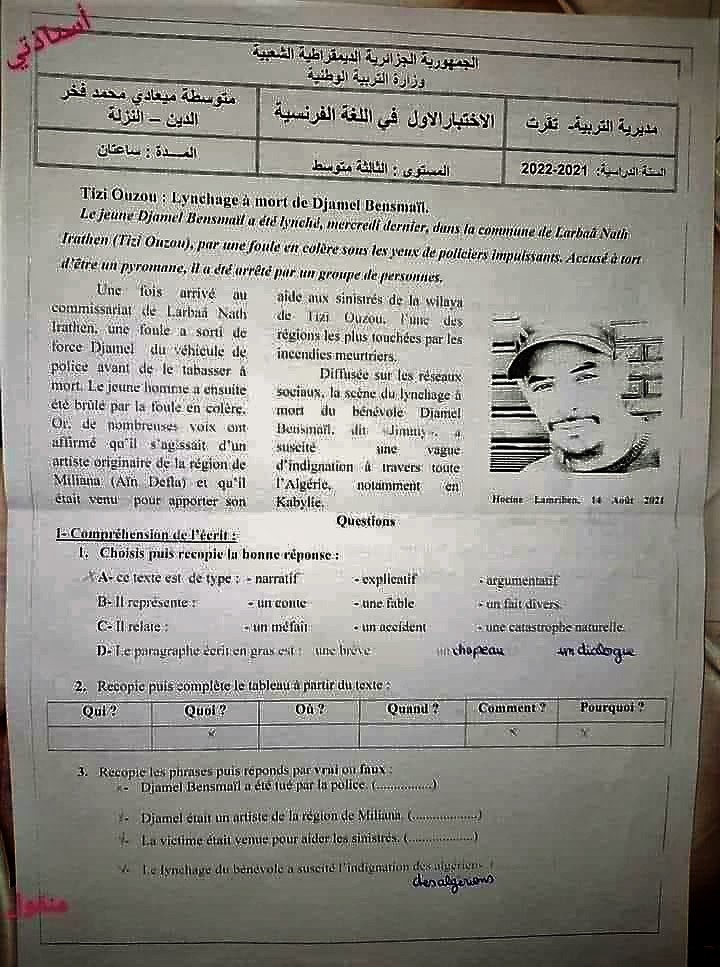 أستاذتي
الجمهورية الجزائرية الديمقراطية الشعبية
وزارة التربية الوطنية
مديرية التربية- تقرت
الاختبار الاول في اللغة الفرنسية
متوسطة ميعادي محمد فخر
الدين – النزلة
السنة الدراسية: 2021-2022
المستوى : الثالثة متوسط
المـــدة : ساعتان
Tizi Ouzou : Lynchage à mort de Djamel Bensmaïl.
Le jeune Djamel Bensmaïl a été lynché, mercredi dernier, dans la commune de Larbaâ Nath
Irathen (Tizi Ouzou), par une foule en colère sous les yeux de policiers impuissants. Accusé à tort
d'être un pyromane, il a été arrêté par un groupe de personnes.
Une fois arrivé au
commissariat de Larbaâ Nath
Irathen, une foule a sorti de
force Djamel du véhicule de
police avant de le tabasser à
mort. Le jeune homme a ensuite
été brûlé par la foule en colère.
Or, de nombreuses voix ont
affirmé qu'il s'agissait d'un
artiste originaire de la région de
Miliana (Aïn Defla) et qu'il
était venu pour apporter son
aide aux sinistrés de la wilaya
de Tizi Ouzou, l'une des
régions les plus touchées par les
incendies meurtriers.
Diffusée sur les réseaux
sociaux, la scène du lynchage à
mort du bénévole Djamel
Bensmaïl, dit «Jimmy», a
suscité une vague
d'indignation à travers toute
l'Algérie, notamment en
Kabylie.
Hocine Lamriben, 14 Août 2021
Questions
I- Compréhension de l'écrit :
1. Choisis puis recopie la bonne réponse :
A- ce texte est de type : - narratif - explicatif - argumentatif
B- Il représente : - un conte - une fable - un fait divers.
C- Il relate : - un méfait - un accident - une catastrophe naturelle.
D- Le paragraphe écrit en gras est : une brève un chapeau un dialogue
2. Recopie puis complète le tableau à partir du texte :
Qui ? Quoi ? Où ? Quand ? Comment ? Pourquoi ?
x x x
3. Recopie les phrases puis réponds par vrai ou faux :
- Djamel Bensmaïl a été tué par la police. (................)
- Djamel était un artiste de la région de Miliana. (...................)
- La victime était venue pour aider les sinistrés. (...................)
- Le lynchage du bénévole a suscité l'indignation des algériens. (
des algériens
منقول